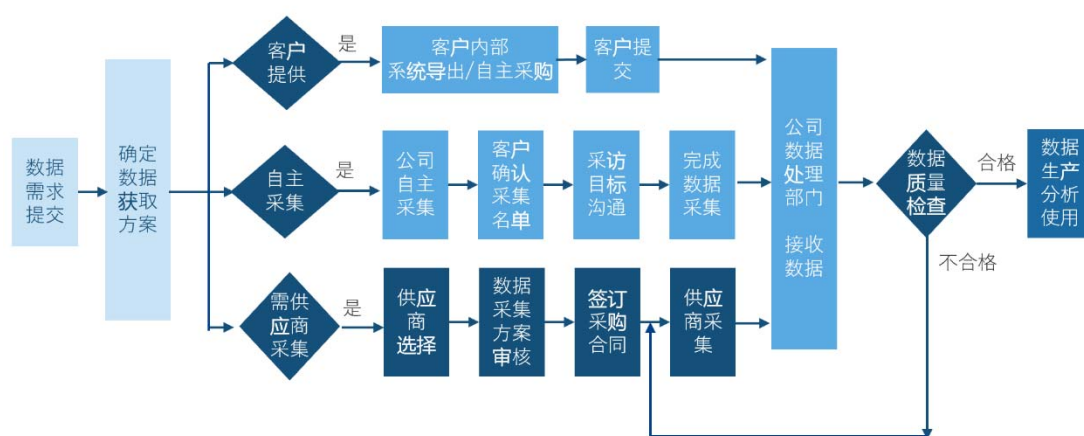 数据
需求
提交
确定
数据
获取
方案
客户
提供
是
客户内部
系统导出/自主采购
客户提
交
自主
采集
是
公司
自主
采集
客户
确认
采集
名单
采访
目标
沟通
完成
数据
采集
需供
应商
采集
是
供应
商
选择
数据
采集
方案
审核
签订
采购
合同
供应
商采
集
公司
数据
处理
部门
接收
数据
数据
质量
检查
合格
不合格
数据
生产
分析
使用